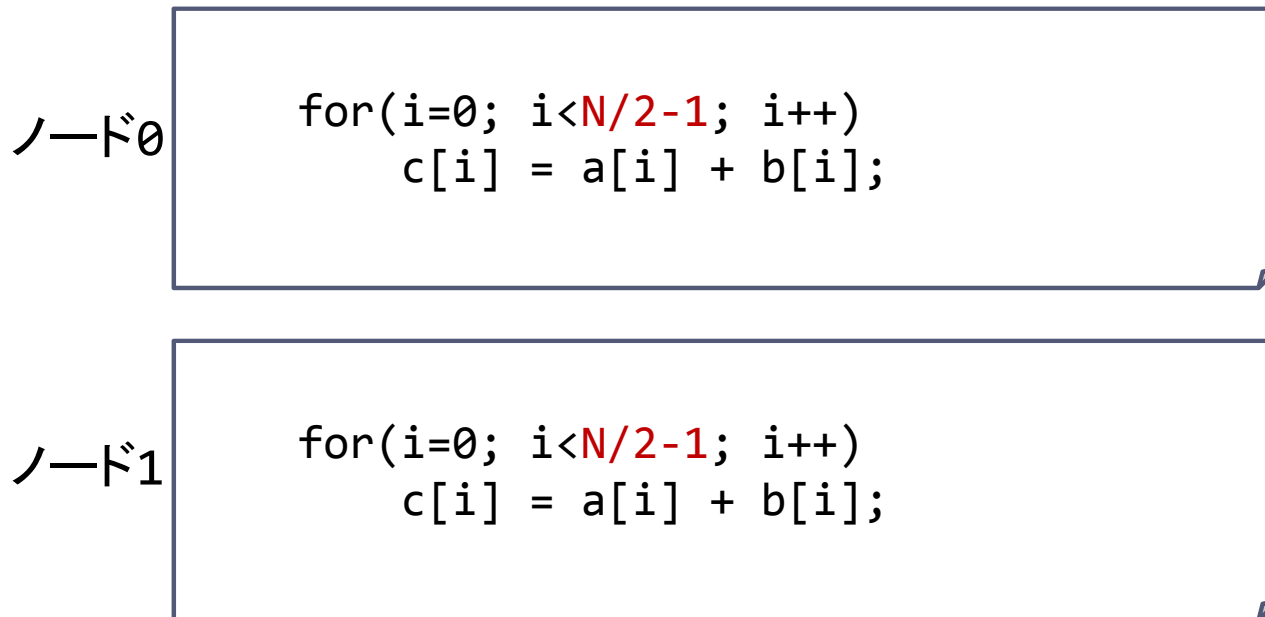 ノード0
for(i=0; i<N/2-1; i++)
c[i] = a[i] + b[i];
ノード1
for(i=0; i<N/2-1; i++)
c[i] = a[i] + b[i];